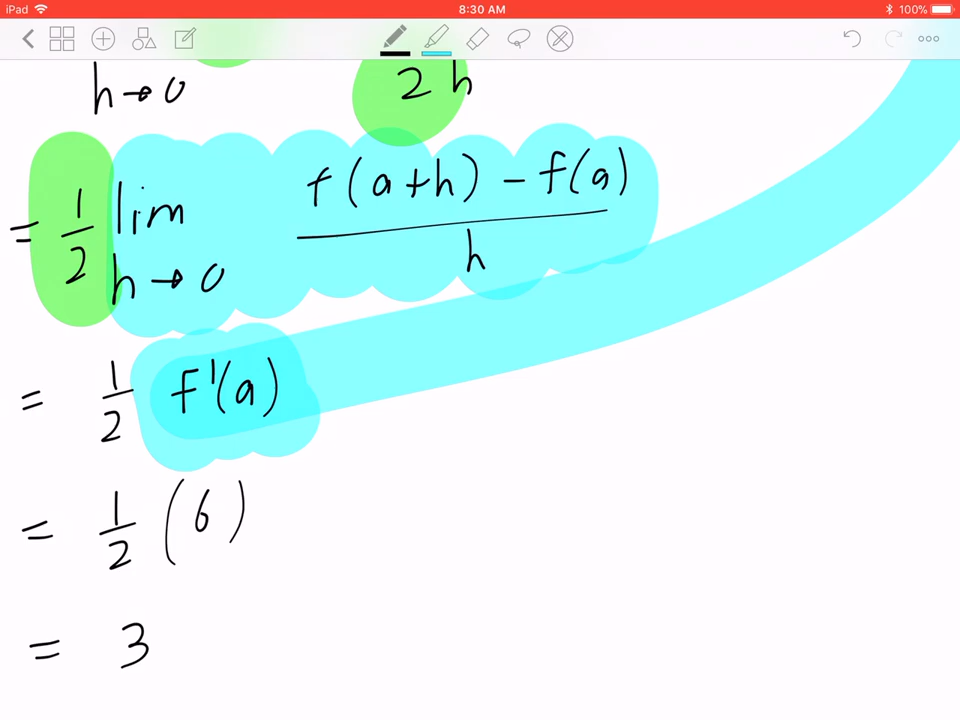 iPad 8:30 AM 100%
h→0 2h
= 1/2 lim h→0 f(a+h) - f(a) / h
= 1/2 f'(a)
= 1/2 (6)
= 3